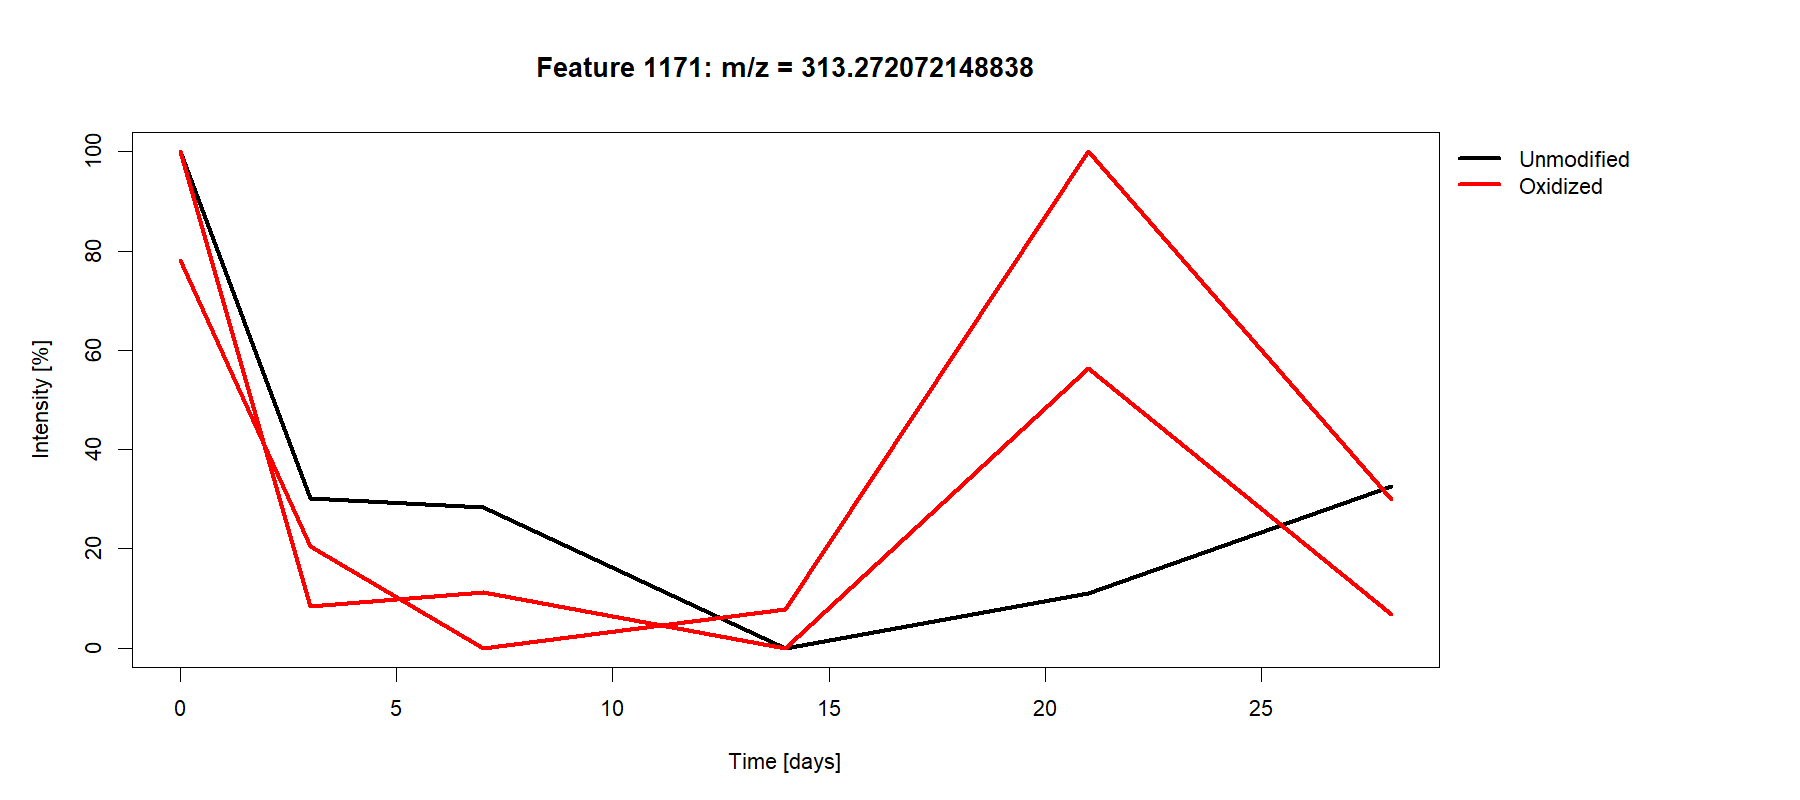 Feature 1171: m/z = 313.272072148838
Unmodified
Oxidized
Intensity [%]
100
80
60
40
20
0
0 5 10 15 20 25
Time [days]